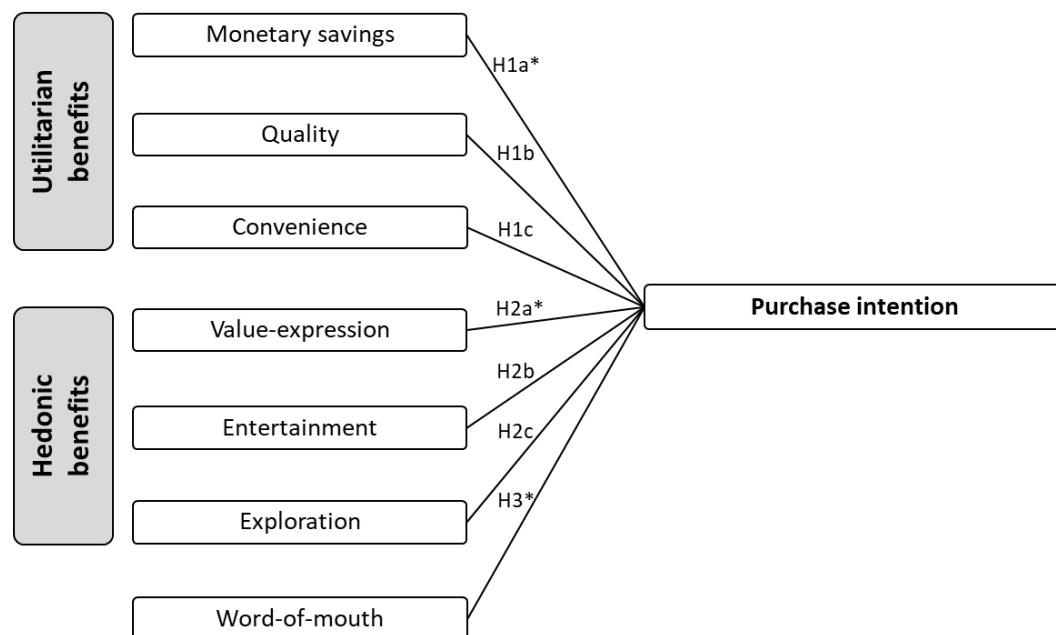 Utilitarian
benefits
Monetary savings
H1a*
Quality
H1b
Convenience
H1c
Hedonic
benefits
Value-expression
H2a*
Purchase intention
Entertainment
H2b
Exploration
H2c
Word-of-mouth
H3*